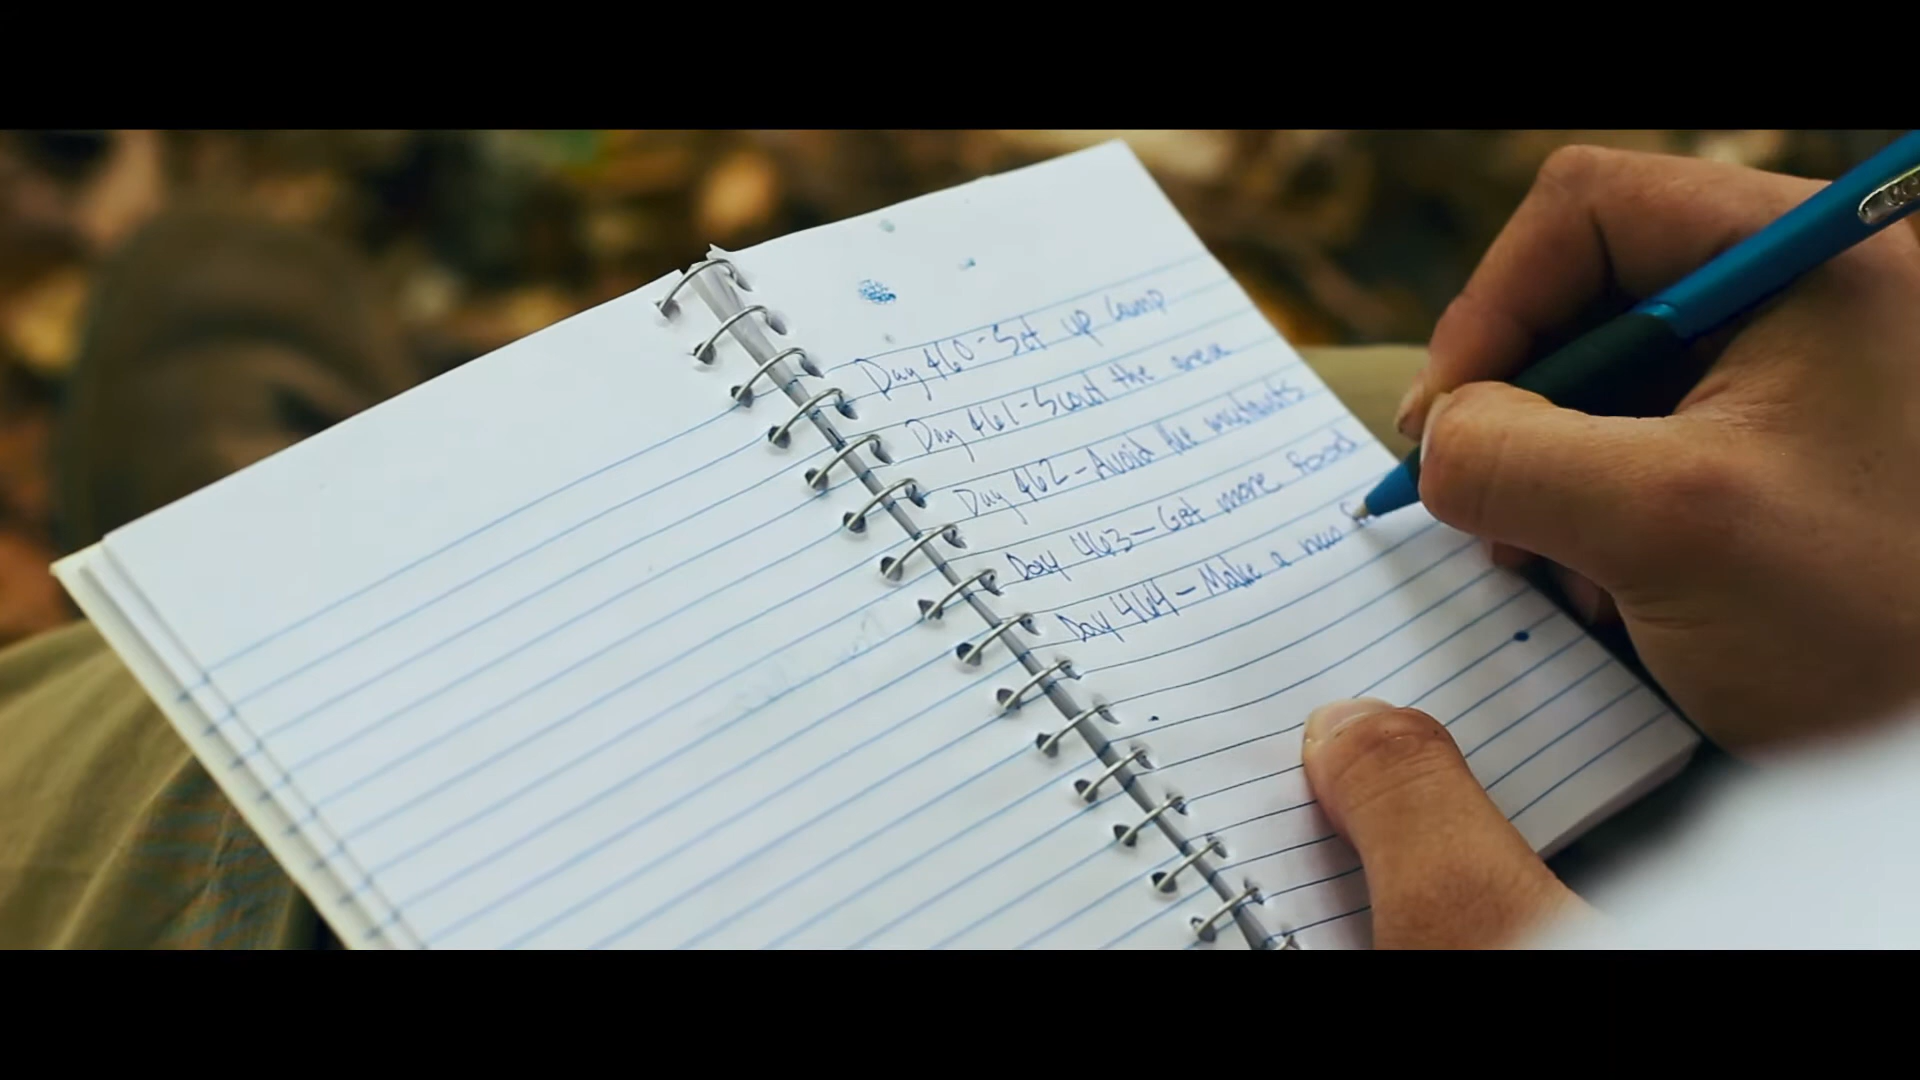 Day 460-Set up Camp
Day 461-Scout the area
Day 462-Avoid the mutants
Day 463-Get more food
Day 464-Make a new